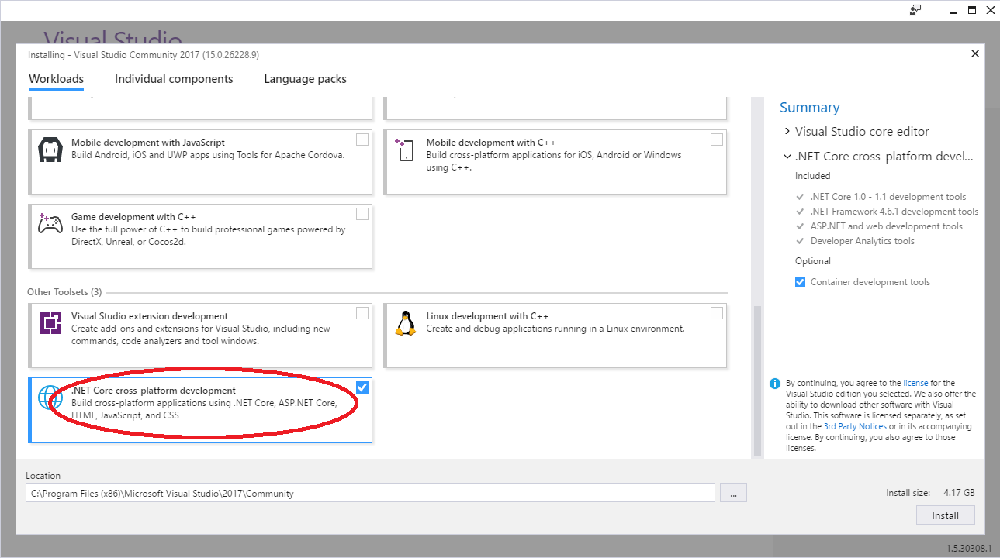 Visual Studio
Installing - Visual Studio Community 2017 (15.0.26228.9)
Workloads
Individual components
Language packs
Mobile development with JavaScript
Build Android, iOS and UWP apps using Tools for Apache Cordova.
Mobile development with C++
Build cross-platform applications for iOS, Android or Windows
using C++.
Game development with C++
Use the full power of C++ to build professional games powered by
DirectX, Unreal, or Cocos2d.
Other Toolsets (3)
Visual Studio extension development
Create add-ons and extensions for Visual Studio, including new
commands, code analyzers and tool windows.
Linux development with C++
Create and debug applications running in a Linux environment.
.NET Core cross-platform development
Build cross-platform applications using .NET Core, ASP.NET Core,
HTML, JavaScript, and CSS
Summary
Visual Studio core editor
.NET Core cross-platform devel...
Included
.NET Core 1.0 - 1.1 development tools
.NET Framework 4.6.1 development tools
ASP.NET and web development tools
Developer Analytics tools
Optional
Container development tools
By continuing, you agree to the license for the
Visual Studio edition you selected. We also offer the
ability to download other software with Visual
Studio. This software is licensed separately, as set
out in the 3rd Party Notices or in its accompanying
license. By continuing, you also agree to those
licenses.
Location
C:\Program Files (x86)\Microsoft Visual Studio\2017\Community
...
Install size: 4.17 GB
Install
1.5.30308.1